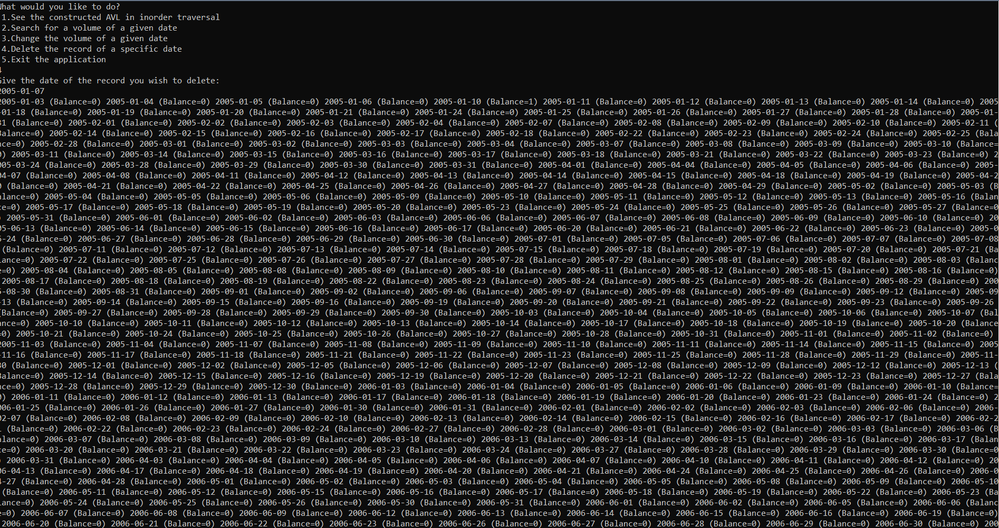 What would you like to do?
1.See the constructed AVL in inorder traversal
2.Search for a volume of a given date
3.Change the volume of a given date
4.Delete the record of a specific date
5.Exit the application
4
Give the date of the record you wish to delete:
2005-01-07
2005-01-03 (Balance=0) 2005-01-04 (Balance=0) 2005-01-05 (Balance=0) 2005-01-06 (Balance=0) 2005-01-10 (Balance=1) 2005-01-11 (Balance=0) 2005-01-12 (Balance=0) 2005-01-13 (Balance=0) 2005-01-14 (Balance=0) 2005
-01-18 (Balance=0) 2005-01-19 (Balance=0) 2005-01-20 (Balance=0) 2005-01-21 (Balance=0) 2005-01-24 (Balance=0) 2005-01-25 (Balance=0) 2005-01-26 (Balance=0) 2005-01-27 (Balance=0) 2005-01-28 (Balance=0) 2005-01-
31 (Balance=0) 2005-02-01 (Balance=0) 2005-02-02 (Balance=0) 2005-02-03 (Balance=0) 2005-02-04 (Balance=0) 2005-02-07 (Balance=0) 2005-02-08 (Balance=0) 2005-02-09 (Balance=0) 2005-02-10 (Balance=0) 2005-02-11 (
Balance=0) 2005-02-14 (Balance=0) 2005-02-15 (Balance=0) 2005-02-16 (Balance=0) 2005-02-17 (Balance=0) 2005-02-18 (Balance=0) 2005-02-22 (Balance=0) 2005-02-23 (Balance=0) 2005-02-24 (Balance=0) 2005-02-25 (Bala
nce=0) 2005-02-28 (Balance=0) 2005-03-01 (Balance=0) 2005-03-02 (Balance=0) 2005-03-03 (Balance=0) 2005-03-04 (Balance=0) 2005-03-07 (Balance=0) 2005-03-08 (Balance=0) 2005-03-09 (Balance=0) 2005-03-10 (Balance=
0) 2005-03-11 (Balance=0) 2005-03-14 (Balance=0) 2005-03-15 (Balance=0) 2005-03-16 (Balance=0) 2005-03-17 (Balance=0) 2005-03-18 (Balance=0) 2005-03-21 (Balance=0) 2005-03-22 (Balance=0) 2005-03-23 (Balance=0) 2
005-03-24 (Balance=0) 2005-03-28 (Balance=0) 2005-03-29 (Balance=0) 2005-03-30 (Balance=0) 2005-03-31 (Balance=0) 2005-04-01 (Balance=0) 2005-04-04 (Balance=0) 2005-04-05 (Balance=0) 2005-04-06 (Balance=0) 2005-
04-07 (Balance=0) 2005-04-08 (Balance=0) 2005-04-11 (Balance=0) 2005-04-12 (Balance=0) 2005-04-13 (Balance=0) 2005-04-14 (Balance=0) 2005-04-15 (Balance=0) 2005-04-18 (Balance=0) 2005-04-19 (Balance=0) 2005-04-2
0 (Balance=0) 2005-04-21 (Balance=0) 2005-04-22 (Balance=0) 2005-04-25 (Balance=0) 2005-04-26 (Balance=0) 2005-04-27 (Balance=0) 2005-04-28 (Balance=0) 2005-04-29 (Balance=0) 2005-05-02 (Balance=0) 2005-05-03 (B
alance=0) 2005-05-04 (Balance=0) 2005-05-05 (Balance=0) 2005-05-06 (Balance=0) 2005-05-09 (Balance=0) 2005-05-10 (Balance=0) 2005-05-11 (Balance=0) 2005-05-12 (Balance=0) 2005-05-13 (Balance=0) 2005-05-16 (Balan
ce=0) 2005-05-17 (Balance=0) 2005-05-18 (Balance=0) 2005-05-19 (Balance=0) 2005-05-20 (Balance=0) 2005-05-23 (Balance=0) 2005-05-24 (Balance=0) 2005-05-25 (Balance=0) 2005-05-26 (Balance=0) 2005-05-27 (Balance=0
) 2005-05-31 (Balance=0) 2005-06-01 (Balance=0) 2005-06-02 (Balance=0) 2005-06-03 (Balance=0) 2005-06-06 (Balance=0) 2005-06-07 (Balance=0) 2005-06-08 (Balance=0) 2005-06-09 (Balance=0) 2005-06-10 (Balance=0) 20
05-06-13 (Balance=0) 2005-06-14 (Balance=0) 2005-06-15 (Balance=0) 2005-06-16 (Balance=0) 2005-06-17 (Balance=0) 2005-06-20 (Balance=0) 2005-06-21 (Balance=0) 2005-06-22 (Balance=0) 2005-06-23 (Balance=0) 2005-0
6-24 (Balance=0) 2005-06-27 (Balance=0) 2005-06-28 (Balance=0) 2005-06-29 (Balance=0) 2005-06-30 (Balance=0) 2005-07-01 (Balance=0) 2005-07-05 (Balance=0) 2005-07-06 (Balance=0) 2005-07-07 (Balance=0) 2005-07-08
(Balance=0) 2005-07-11 (Balance=0) 2005-07-12 (Balance=0) 2005-07-13 (Balance=0) 2005-07-14 (Balance=0) 2005-07-15 (Balance=0) 2005-07-18 (Balance=0) 2005-07-19 (Balance=0) 2005-07-20 (Balance=0) 2005-07-21 (Ba
lance=0) 2005-07-22 (Balance=0) 2005-07-25 (Balance=0) 2005-07-26 (Balance=0) 2005-07-27 (Balance=0) 2005-07-28 (Balance=0) 2005-07-29 (Balance=0) 2005-08-01 (Balance=0) 2005-08-02 (Balance=0) 2005-08-03 (Balanc
e=0) 2005-08-04 (Balance=0) 2005-08-05 (Balance=0) 2005-08-08 (Balance=0) 2005-08-09 (Balance=0) 2005-08-10 (Balance=0) 2005-08-11 (Balance=0) 2005-08-12 (Balance=0) 2005-08-15 (Balance=0) 2005-08-16 (Balance=0)
2005-08-17 (Balance=0) 2005-08-18 (Balance=0) 2005-08-19 (Balance=0) 2005-08-22 (Balance=0) 2005-08-23 (Balance=0) 2005-08-24 (Balance=0) 2005-08-25 (Balance=0) 2005-08-26 (Balance=0) 2005-08-29 (Balance=0) 200
5-08-30 (Balance=0) 2005-08-31 (Balance=0) 2005-09-01 (Balance=0) 2005-09-02 (Balance=0) 2005-09-06 (Balance=0) 2005-09-07 (Balance=0) 2005-09-08 (Balance=0) 2005-09-09 (Balance=0) 2005-09-12 (Balance=0) 2005-09
-13 (Balance=0) 2005-09-14 (Balance=0) 2005-09-15 (Balance=0) 2005-09-16 (Balance=0) 2005-09-19 (Balance=0) 2005-09-20 (Balance=0) 2005-09-21 (Balance=0) 2005-09-22 (Balance=0) 2005-09-23 (Balance=0) 2005-09-26
(Balance=0) 2005-09-27 (Balance=0) 2005-09-28 (Balance=0) 2005-09-29 (Balance=0) 2005-09-30 (Balance=0) 2005-10-03 (Balance=0) 2005-10-04 (Balance=0) 2005-10-05 (Balance=0) 2005-10-06 (Balance=0) 2005-10-07 (Bal
ance=0) 2005-10-10 (Balance=0) 2005-10-11 (Balance=0) 2005-10-12 (Balance=0) 2005-10-13 (Balance=0) 2005-10-14 (Balance=0) 2005-10-17 (Balance=0) 2005-10-18 (Balance=0) 2005-10-19 (Balance=0) 2005-10-20 (Balance
=0) 2005-10-21 (Balance=0) 2005-10-24 (Balance=0) 2005-10-25 (Balance=0) 2005-10-26 (Balance=0) 2005-10-27 (Balance=0) 2005-10-28 (Balance=0) 2005-10-31 (Balance=0) 2005-11-01 (Balance=0) 2005-11-02 (Balance=0)
2005-11-03 (Balance=0) 2005-11-04 (Balance=0) 2005-11-07 (Balance=0) 2005-11-08 (Balance=0) 2005-11-09 (Balance=0) 2005-11-10 (Balance=0) 2005-11-11 (Balance=0) 2005-11-14 (Balance=0) 2005-11-15 (Balance=0) 2005
-11-16 (Balance=0) 2005-11-17 (Balance=0) 2005-11-18 (Balance=0) 2005-11-21 (Balance=0) 2005-11-22 (Balance=0) 2005-11-23 (Balance=0) 2005-11-25 (Balance=0) 2005-11-28 (Balance=0) 2005-11-29 (Balance=0) 2005-11-
30 (Balance=0) 2005-12-01 (Balance=0) 2005-12-02 (Balance=0) 2005-12-05 (Balance=0) 2005-12-06 (Balance=0) 2005-12-07 (Balance=0) 2005-12-08 (Balance=0) 2005-12-09 (Balance=0) 2005-12-12 (Balance=0) 2005-12-13 (
Balance=0) 2005-12-14 (Balance=0) 2005-12-15 (Balance=0) 2005-12-16 (Balance=0) 2005-12-19 (Balance=0) 2005-12-20 (Balance=0) 2005-12-21 (Balance=0) 2005-12-22 (Balance=0) 2005-12-23 (Balance=0) 2005-12-27 (Bala
nce=0) 2005-12-28 (Balance=0) 2005-12-29 (Balance=0) 2005-12-30 (Balance=0) 2006-01-03 (Balance=0) 2006-01-04 (Balance=0) 2006-01-05 (Balance=0) 2006-01-06 (Balance=0) 2006-01-09 (Balance=0) 2006-01-10 (Balance=
0) 2006-01-11 (Balance=0) 2006-01-12 (Balance=0) 2006-01-13 (Balance=0) 2006-01-17 (Balance=0) 2006-01-18 (Balance=0) 2006-01-19 (Balance=0) 2006-01-20 (Balance=0) 2006-01-23 (Balance=0) 2006-01-24 (Balance=0) 2
006-01-25 (Balance=0) 2006-01-26 (Balance=0) 2006-01-27 (Balance=0) 2006-01-30 (Balance=0) 2006-01-31 (Balance=0) 2006-02-01 (Balance=0) 2006-02-02 (Balance=0) 2006-02-03 (Balance=0) 2006-02-06 (Balance=0) 2006-
02-07 (Balance=0) 2006-02-08 (Balance=0) 2006-02-09 (Balance=0) 2006-02-10 (Balance=0) 2006-02-13 (Balance=0) 2006-02-14 (Balance=0) 2006-02-15 (Balance=0) 2006-02-16 (Balance=0) 2006-02-17 (Balance=0) 2006-02-2
1 (Balance=0) 2006-02-22 (Balance=0) 2006-02-23 (Balance=0) 2006-02-24 (Balance=0) 2006-02-27 (Balance=0) 2006-02-28 (Balance=0) 2006-03-01 (Balance=0) 2006-03-02 (Balance=0) 2006-03-03 (Balance=0) 2006-03-06 (B
alance=0) 2006-03-07 (Balance=0) 2006-03-08 (Balance=0) 2006-03-09 (Balance=0) 2006-03-10 (Balance=0) 2006-03-13 (Balance=0) 2006-03-14 (Balance=0) 2006-03-15 (Balance=0) 2006-03-16 (Balance=0) 2006-03-17 (Balan
ce=0) 2006-03-20 (Balance=0) 2006-03-21 (Balance=0) 2006-03-22 (Balance=0) 2006-03-23 (Balance=0) 2006-03-24 (Balance=0) 2006-03-27 (Balance=0) 2006-03-28 (Balance=0) 2006-03-29 (Balance=0) 2006-03-30 (Balance=0
) 2006-03-31 (Balance=0) 2006-04-03 (Balance=0) 2006-04-04 (Balance=0) 2006-04-05 (Balance=0) 2006-04-06 (Balance=0) 2006-04-07 (Balance=0) 2006-04-10 (Balance=0) 2006-04-11 (Balance=0) 2006-04-12 (Balance=0) 20
06-04-13 (Balance=0) 2006-04-17 (Balance=0) 2006-04-18 (Balance=0) 2006-04-19 (Balance=0) 2006-04-20 (Balance=0) 2006-04-21 (Balance=0) 2006-04-24 (Balance=0) 2006-04-25 (Balance=0) 2006-04-26 (Balance=0) 2006-0
4-27 (Balance=0) 2006-04-28 (Balance=0) 2006-05-01 (Balance=0) 2006-05-02 (Balance=0) 2006-05-03 (Balance=0) 2006-05-04 (Balance=0) 2006-05-05 (Balance=0) 2006-05-08 (Balance=0) 2006-05-09 (Balance=0) 2006-05-10
(Balance=0) 2006-05-11 (Balance=0) 2006-05-12 (Balance=0) 2006-05-15 (Balance=0) 2006-05-16 (Balance=0) 2006-05-17 (Balance=0) 2006-05-18 (Balance=0) 2006-05-19 (Balance=0) 2006-05-22 (Balance=0) 2006-05-23 (Ba
lance=0) 2006-05-24 (Balance=0) 2006-05-25 (Balance=0) 2006-05-26 (Balance=0) 2006-05-30 (Balance=0) 2006-05-31 (Balance=0) 2006-06-01 (Balance=0) 2006-06-02 (Balance=0) 2006-06-05 (Balance=0) 2006-06-06 (Balanc
e=0) 2006-06-07 (Balance=0) 2006-06-08 (Balance=0) 2006-06-09 (Balance=0) 2006-06-12 (Balance=0) 2006-06-13 (Balance=0) 2006-06-14 (Balance=0) 2006-06-15 (Balance=0) 2006-06-16 (Balance=0) 2006-06-19 (Balance=0)
2006-06-20 (Balance=0) 2006-06-21 (Balance=0) 2006-06-22 (Balance=0) 2006-06-23 (Balance=0) 2006-06-26 (Balance=0) 2006-06-27 (Balance=0) 2006-06-28 (Balance=0) 2006-06-29 (Balance=0) 2006-06-30 (Balance=0) 200